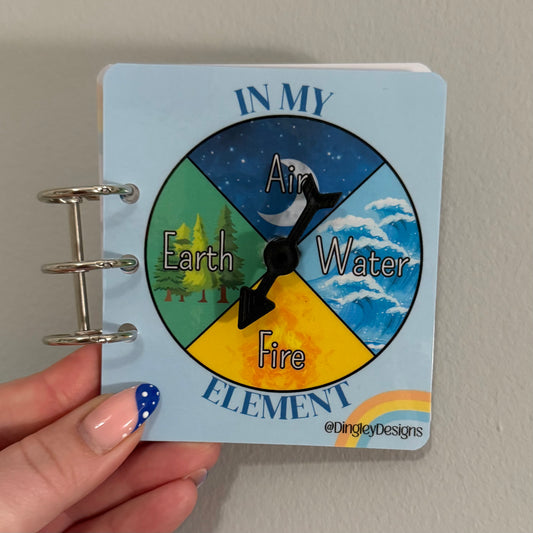 IN MY
Air
Earth
Water
Fire
ELEMENT
@DingleyDesigns